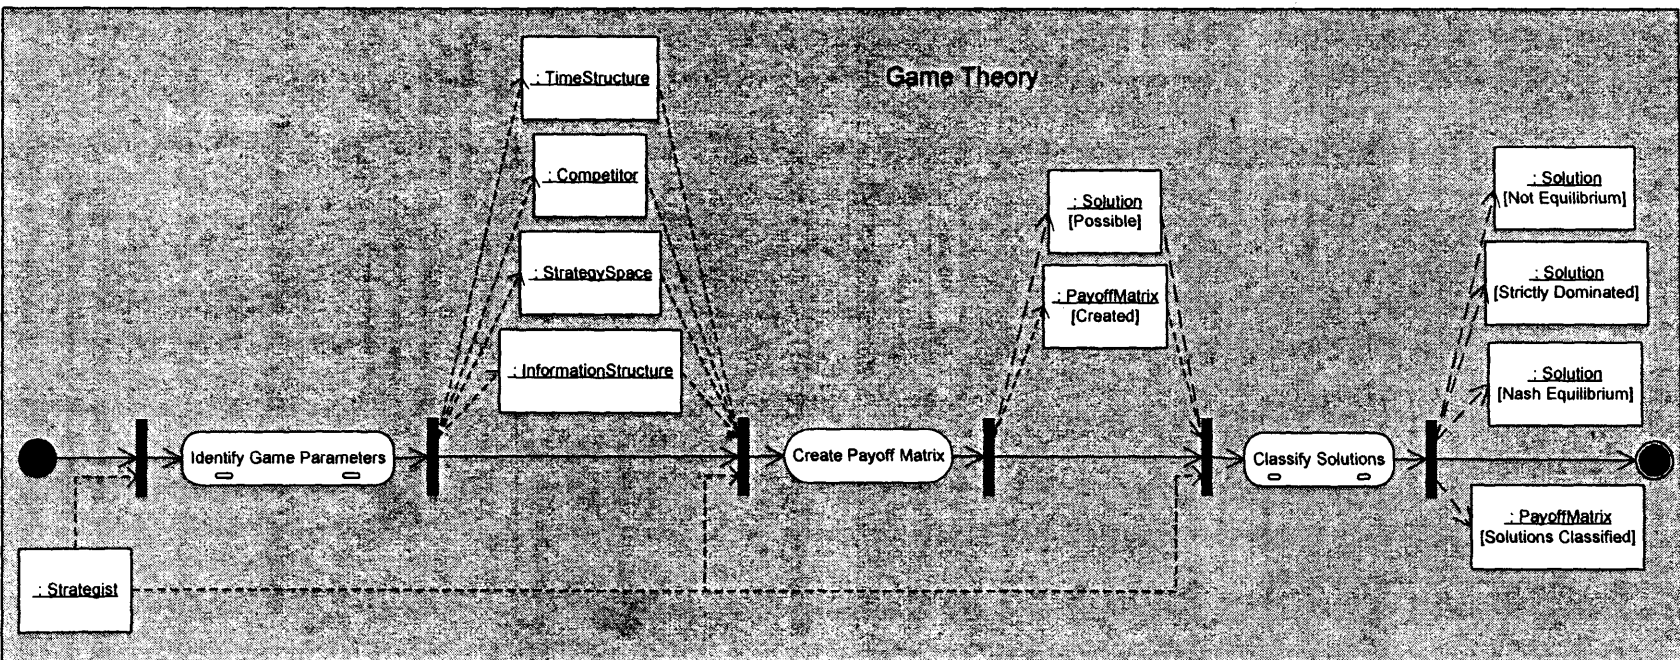 Game Theory
: TimeStructure
: Competitor
: StrategySpace
: InformationStructure
: Solution
[Possible]
: PayoffMatrix
[Created]
: Solution
[Not Equilibrium]
: Solution
[Strictly Dominated]
: Solution
[Nash Equilibrium]
Identify Game Parameters
Create Payoff Matrix
Classify Solutions
: PayoffMatrix
[Solutions Classified]
: Strategist